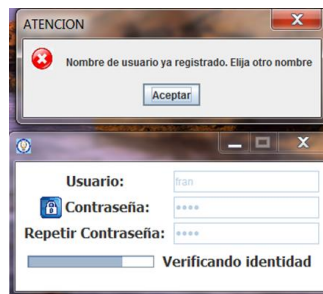 ATENCION
Nombre de usuario ya registrado. Elija otro nombre
Aceptar
Usuario:
fran
Contraseña:
••••
Repetir Contraseña:
••••
Verificando identidad